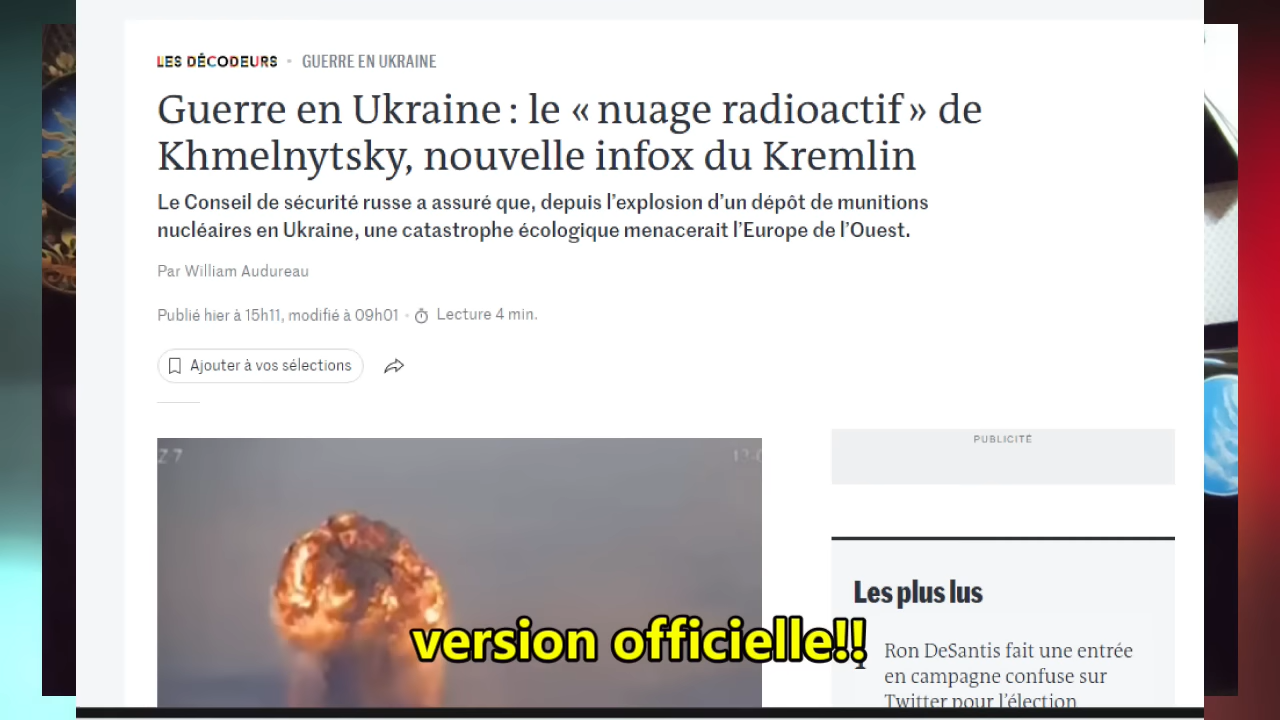 LES DÉCODEURS • GUERRE EN UKRAINE
Guerre en Ukraine : le « nuage radioactif » de
Khmelnytsky, nouvelle infox du Kremlin
Le Conseil de sécurité russe a assuré que, depuis l'explosion d'un dépôt de munitions
nucléaires en Ukraine, une catastrophe écologique menacerait l'Europe de l'Ouest.
Par William Audureau
Publié hier à 15h11, modifié à 09h01 • Lecture 4 min.
Ajouter à vos sélections
PUBLICITÉ
Z 7
Les plus lus
version officielle!!
Ron DeSantis fait une entrée
en campagne confuse sur
Twitter pour l'élection